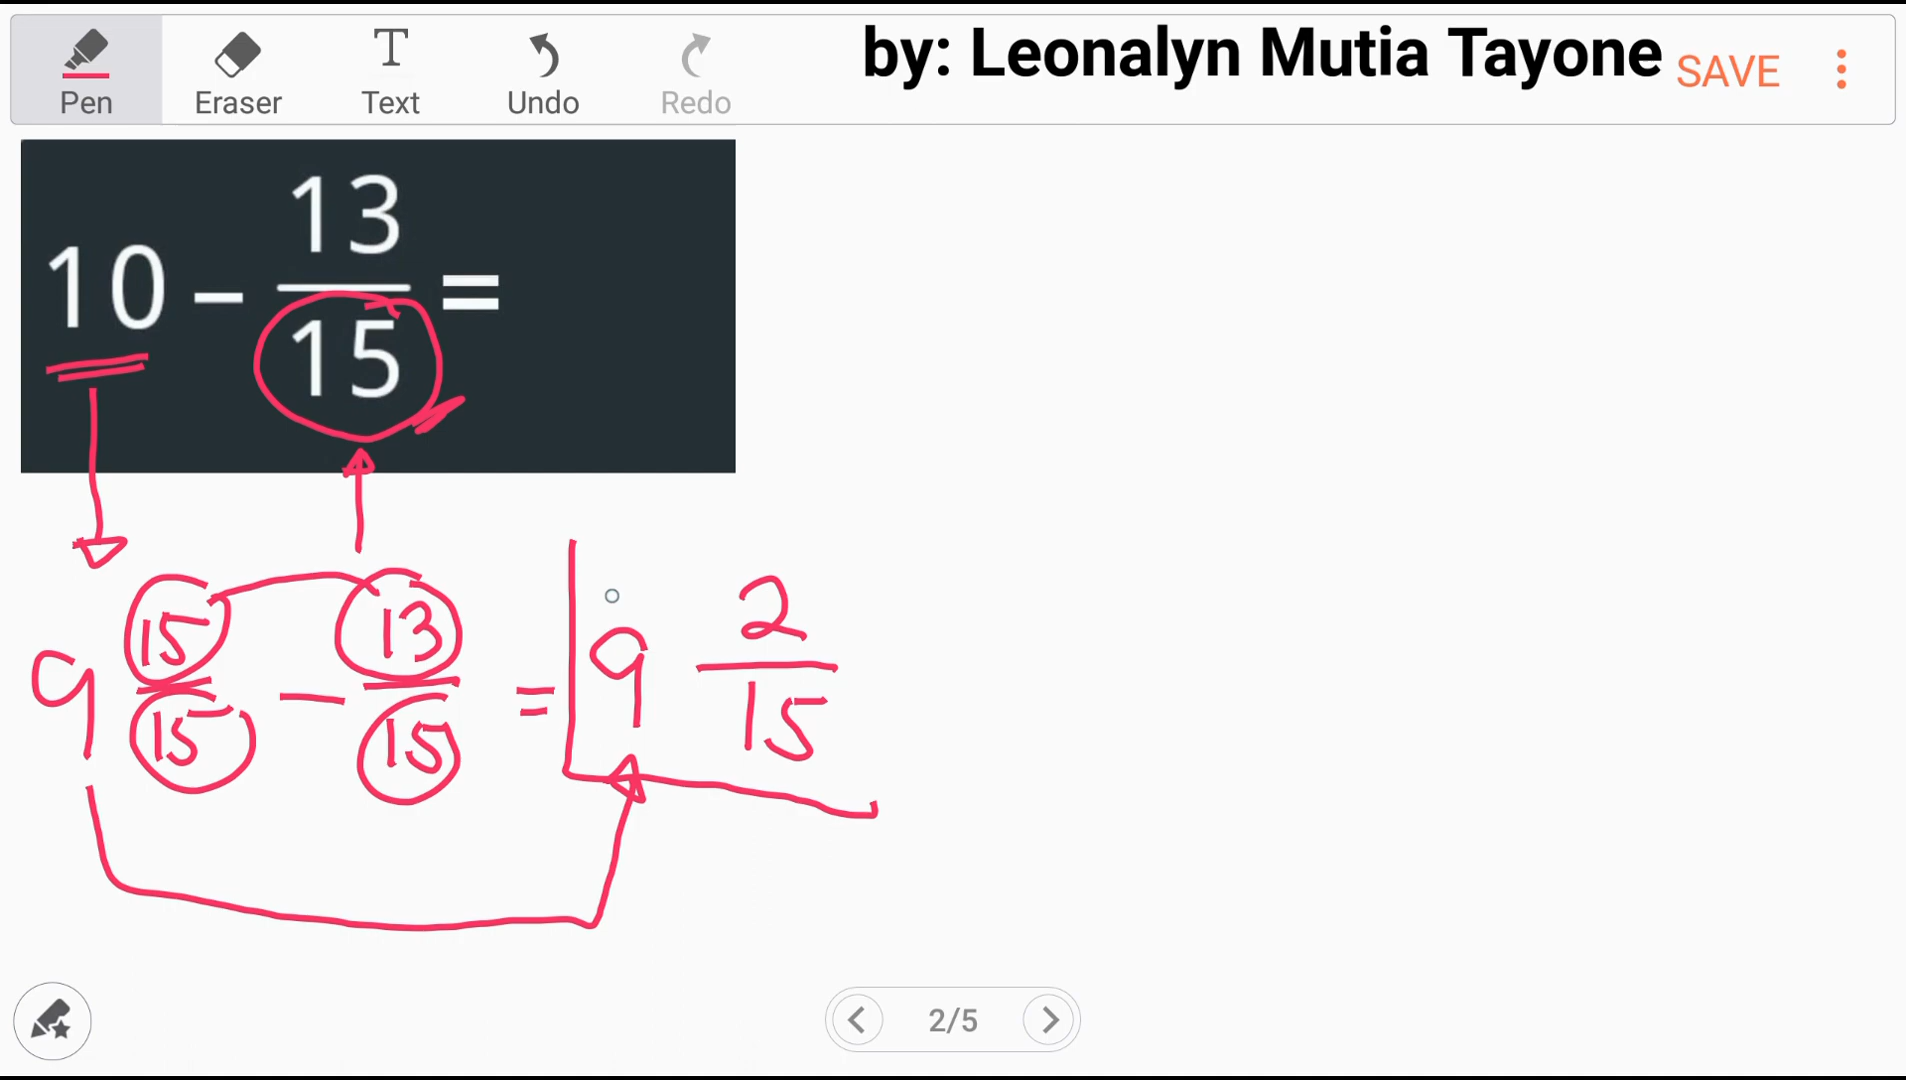 by: Leonalyn Mutia Tayone
Pen Eraser Text Undo Redo SAVE
10 - 13/15 =
9 15/15 - 13/15 = 9 2/15
2/5